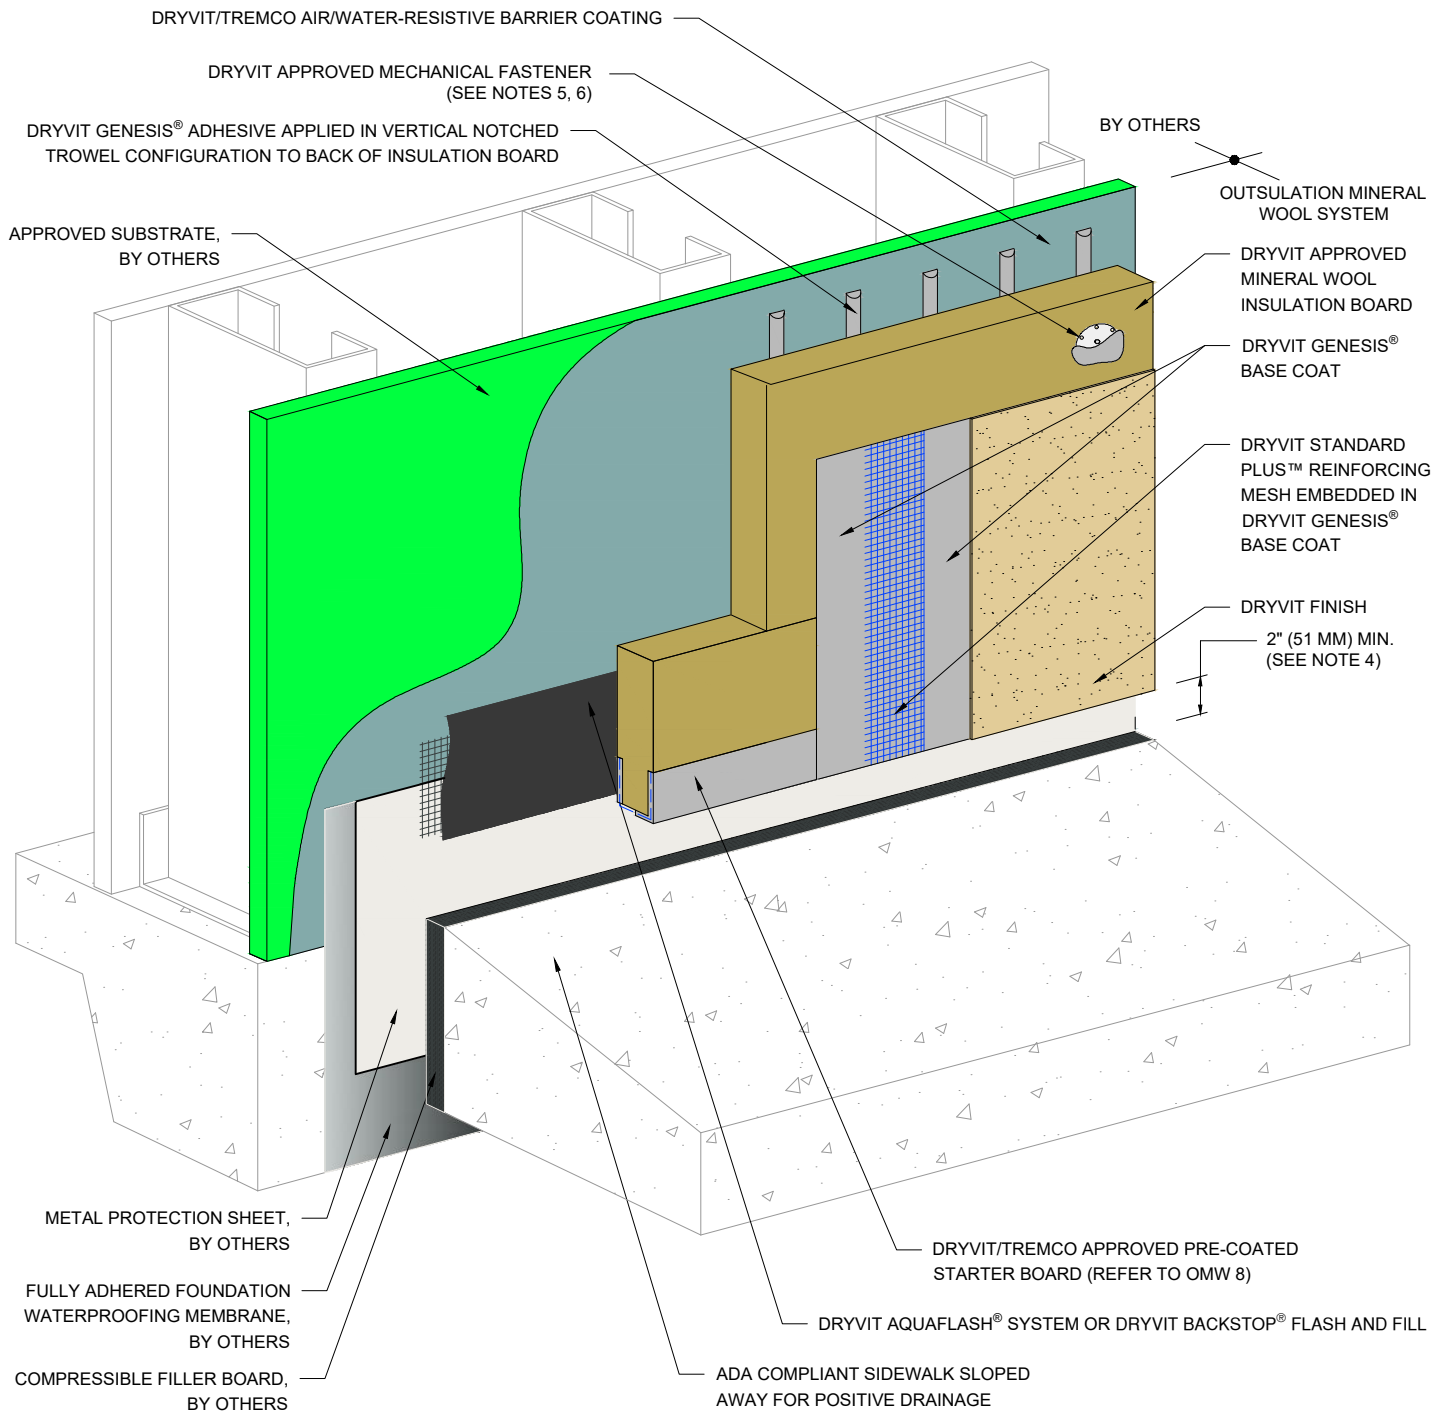 DRYVIT/TREMCO AIR/WATER-RESISTIVE BARRIER COATING
DRYVIT APPROVED MECHANICAL FASTENER
(SEE NOTES 5, 6)
DRYVIT GENESIS® ADHESIVE APPLIED IN VERTICAL NOTCHED
TROWEL CONFIGURATION TO BACK OF INSULATION BOARD
APPROVED SUBSTRATE,
BY OTHERS
BY OTHERS
OUTSULATION MINERAL
WOOL SYSTEM
DRYVIT APPROVED
MINERAL WOOL
INSULATION BOARD
DRYVIT GENESIS®
BASE COAT
DRYVIT STANDARD
PLUS™ REINFORCING
MESH EMBEDDED IN
DRYVIT GENESIS®
BASE COAT
DRYVIT FINISH
2" (51 MM) MIN.
(SEE NOTE 4)
METAL PROTECTION SHEET,
BY OTHERS
FULLY ADHERED FOUNDATION
WATERPROOFING MEMBRANE,
BY OTHERS
COMPRESSIBLE FILLER BOARD,
BY OTHERS
DRYVIT/TREMCO APPROVED PRE-COATED
STARTER BOARD (REFER TO OMW 8)
DRYVIT AQUAFLASH® SYSTEM OR DRYVIT BACKSTOP® FLASH AND FILL
ADA COMPLIANT SIDEWALK SLOPED
AWAY FOR POSITIVE DRAINAGE